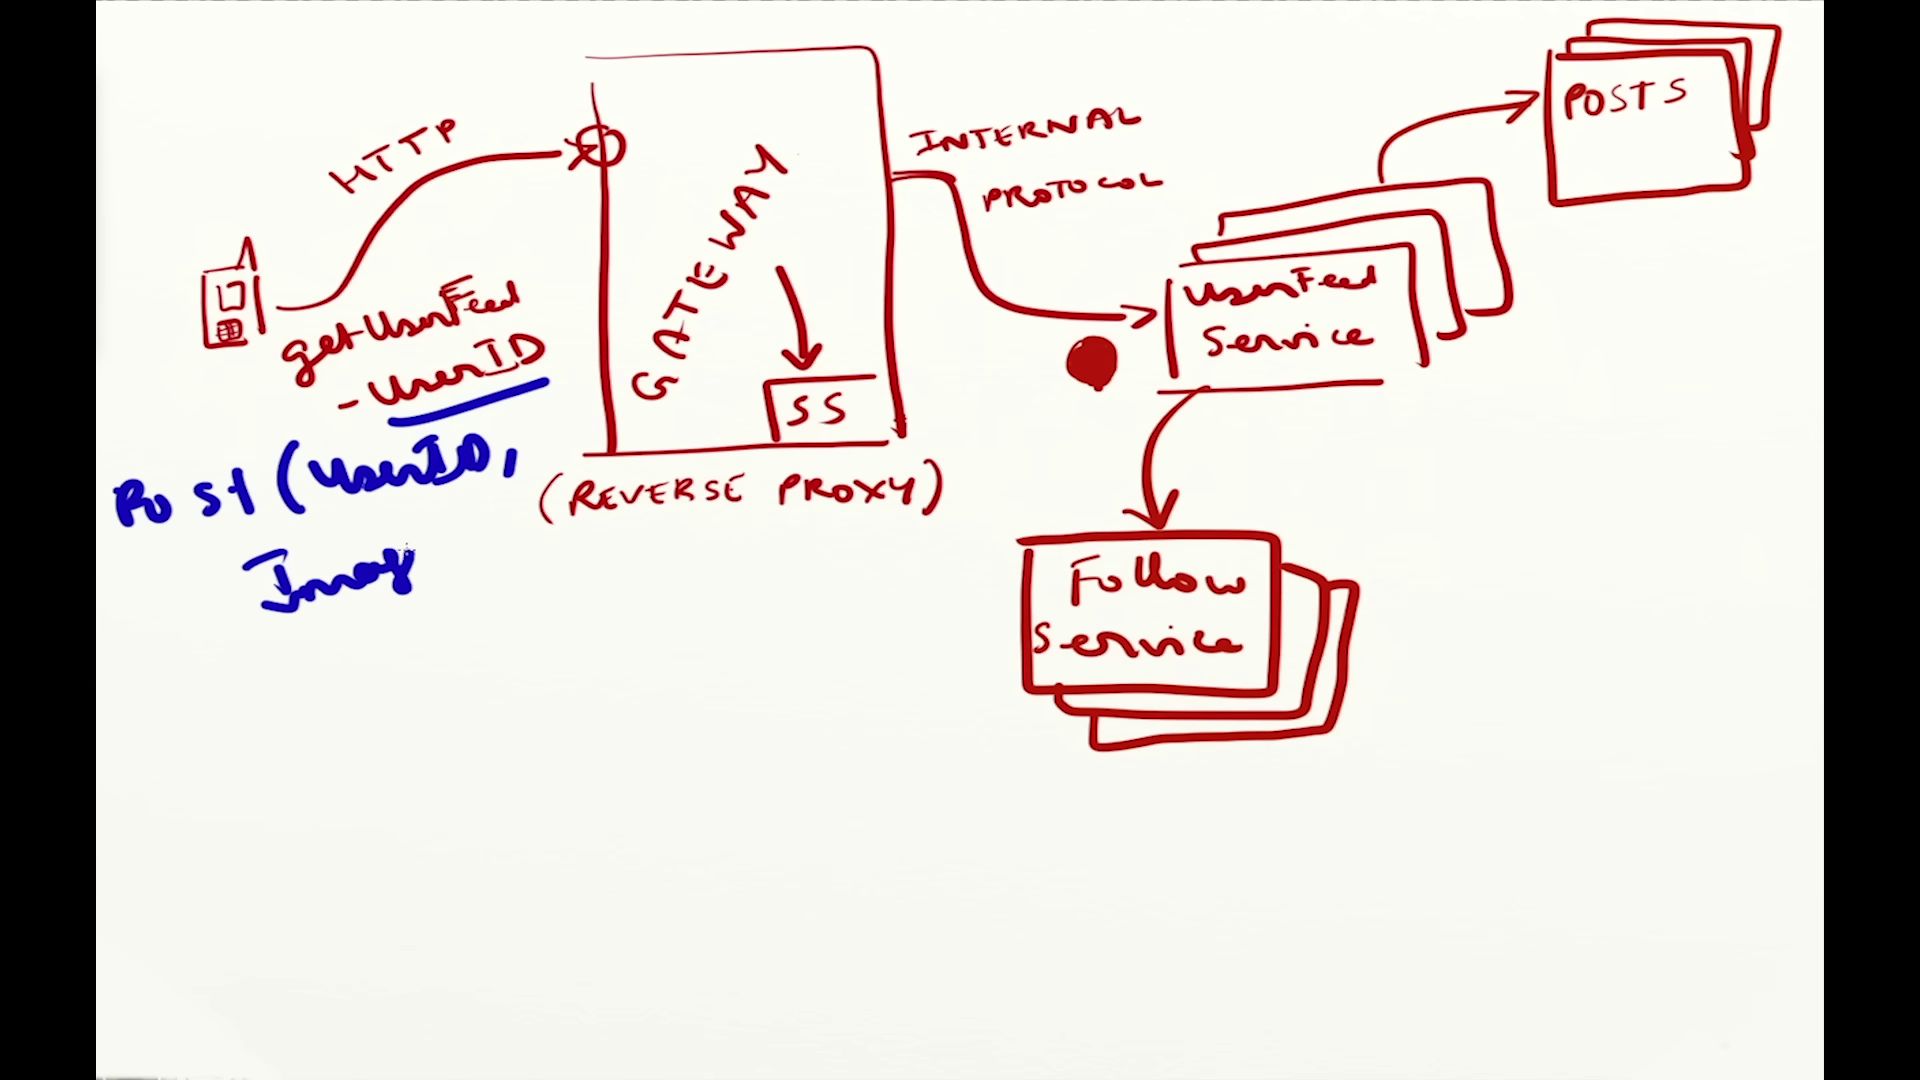 HTTP
getUserFeed
- UserID
Post (UserID,
Imag
GATEWAY
SS
(REVERSE PROXY)
INTERNAL
PROTOCOL
UserFeed
Service
POSTS
Follow
Service